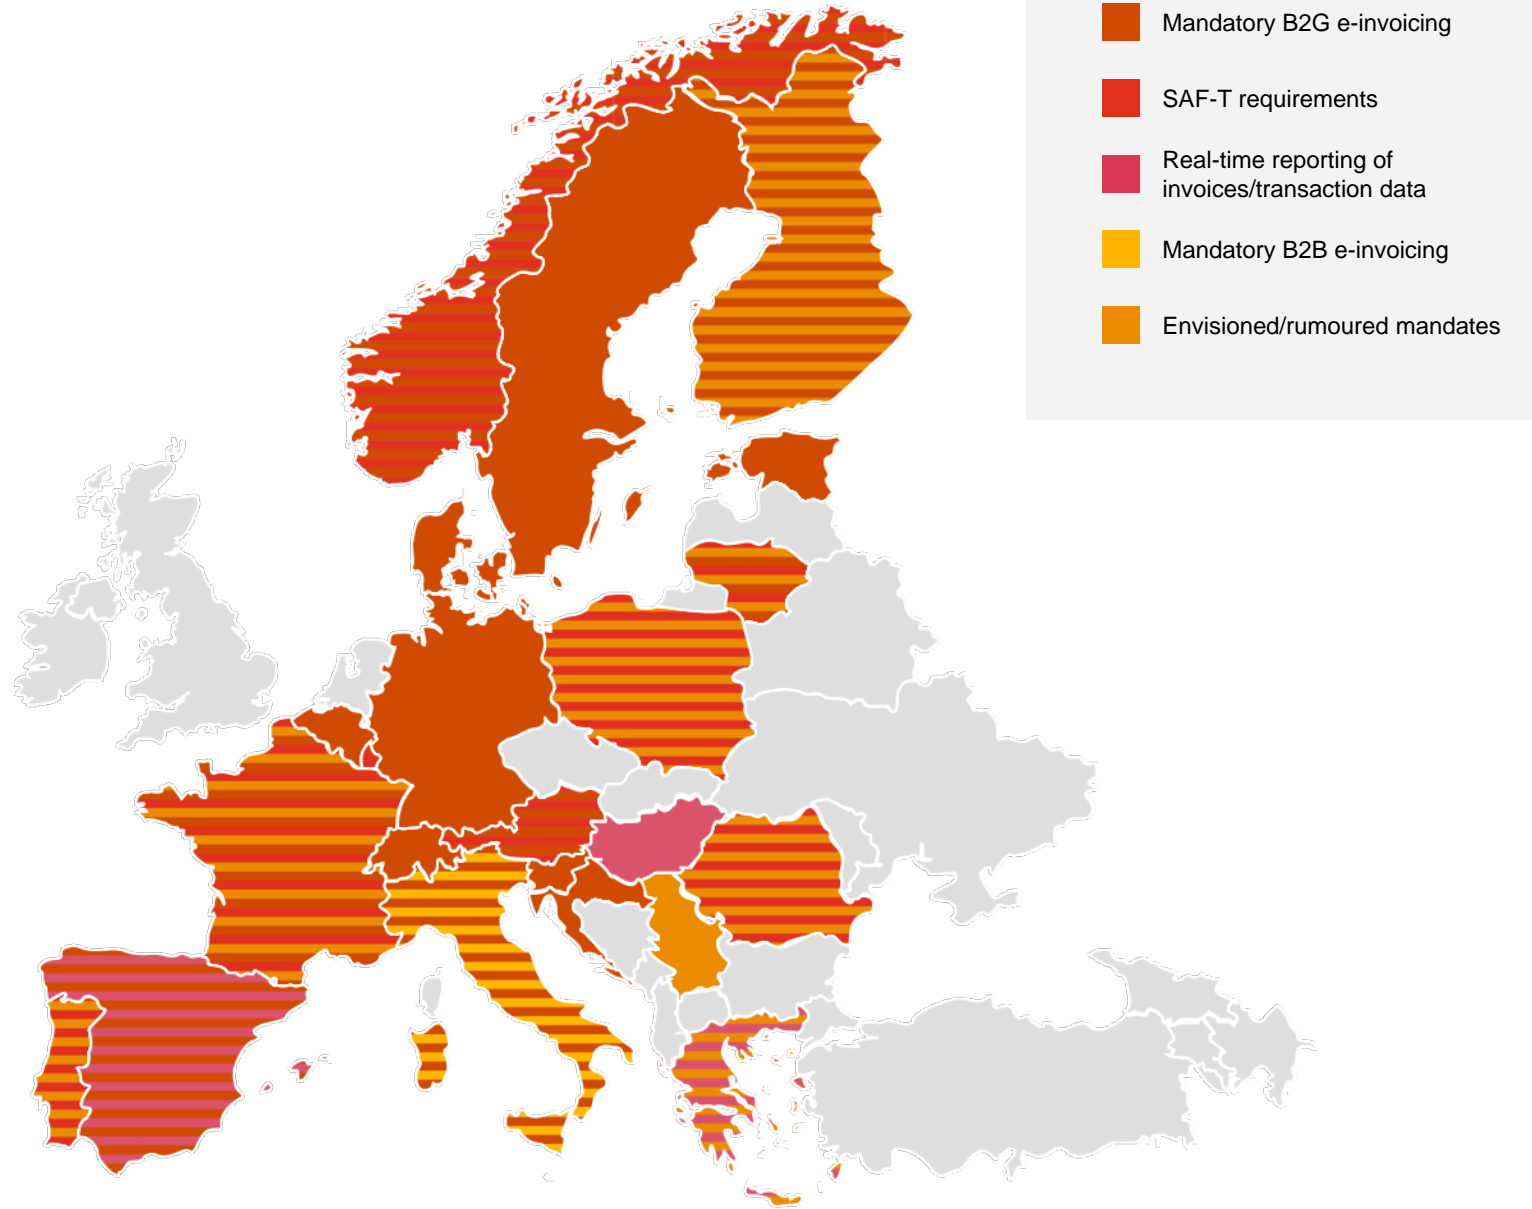 Mandatory B2G e-invoicing
SAF-T requirements
Real-time reporting of
invoices/transaction data
Mandatory B2B e-invoicing
Envisioned/rumoured mandates